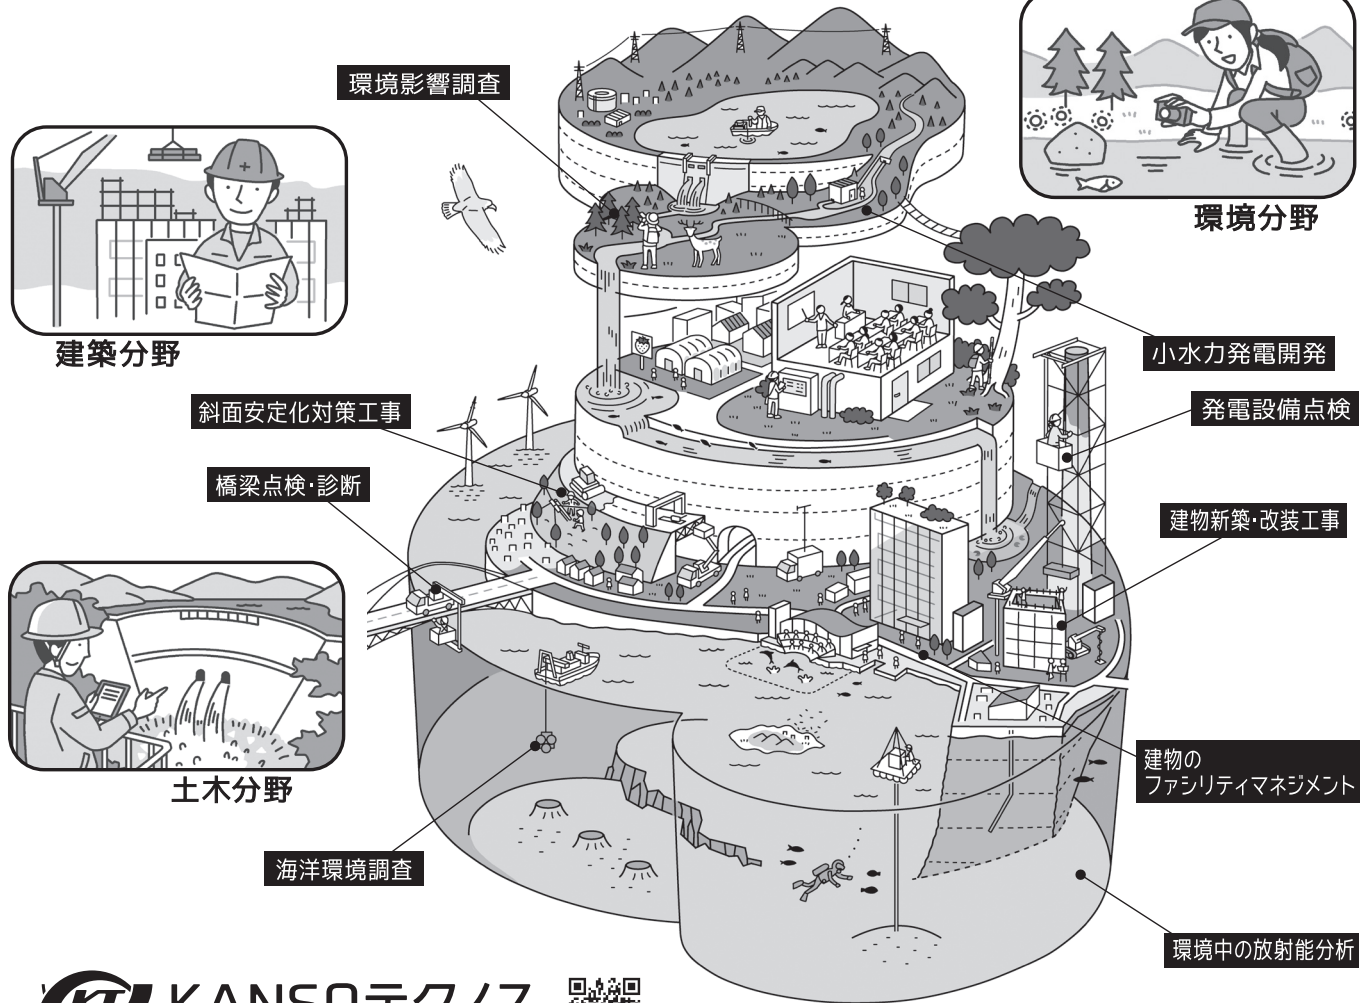 環境影響調査
環境分野
建築分野
小水力発電開発
発電設備点検
斜面安定化対策工事
橋梁点検・診断
建物新築・改装工事
建物の
ファシリティマネジメント
土木分野
海洋環境調査
環境中の放射能分析
KANSOテクノス